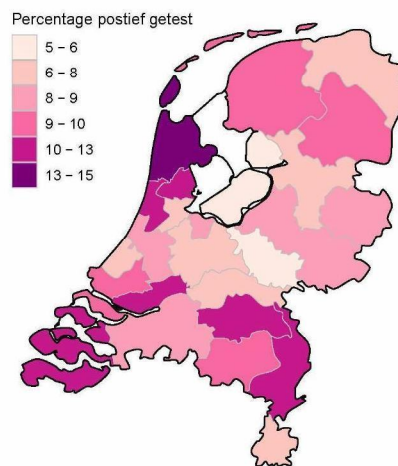 Percentage postief getest
5 – 6
6 – 8
8 – 9
9 – 10
10 – 13
13 – 15